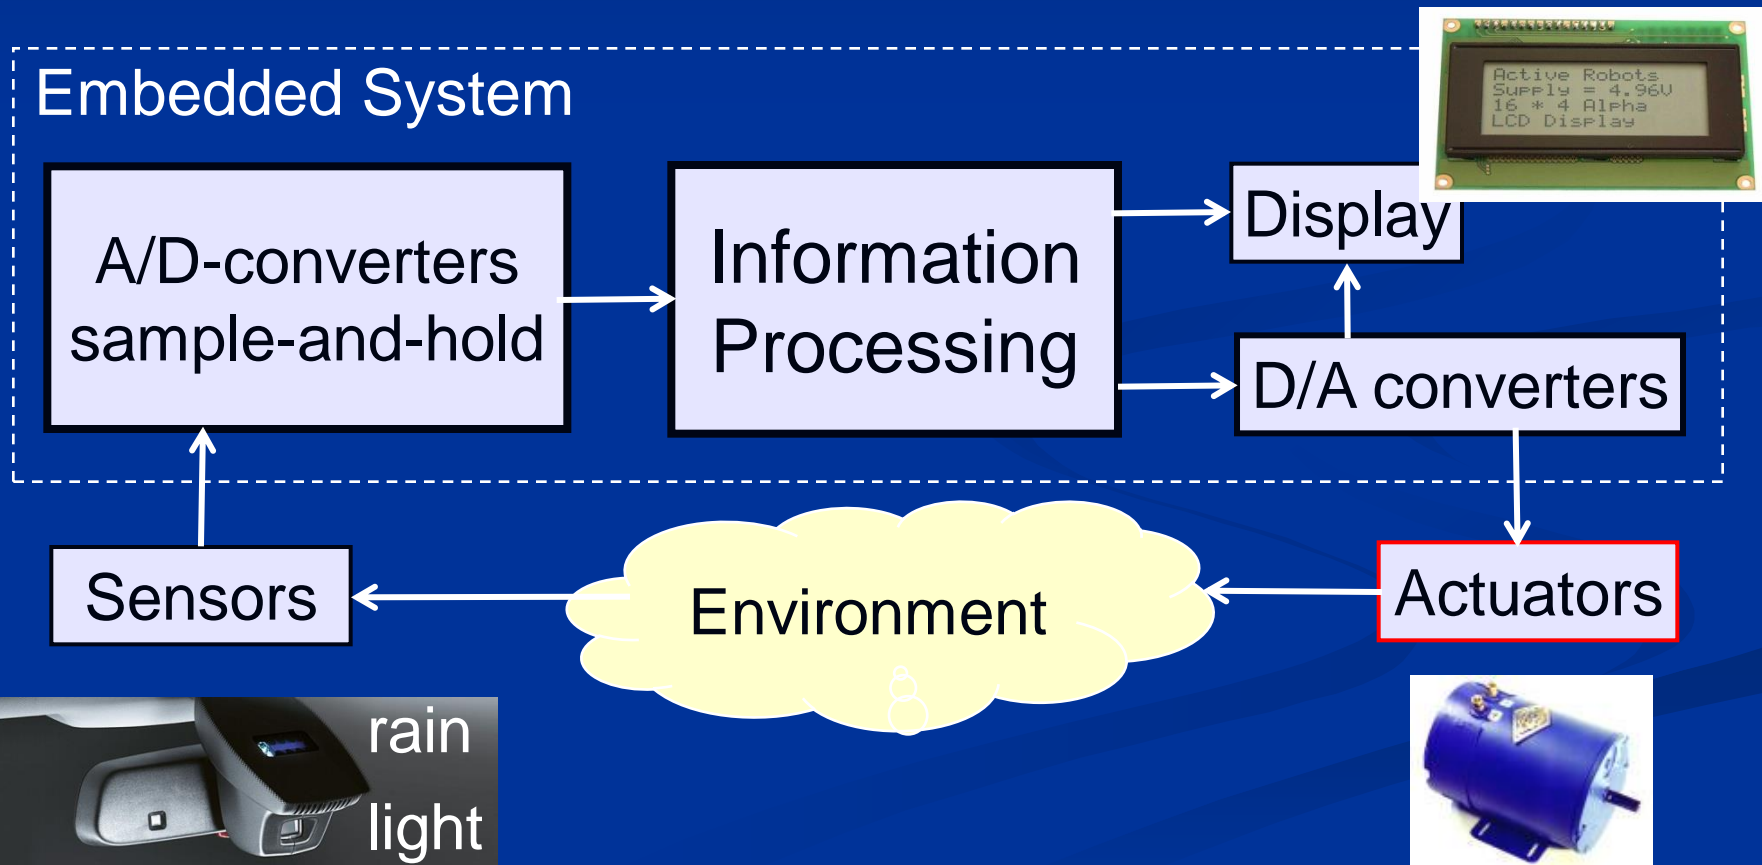 Embedded System
Active Robots
Supply = 4.96V
16 * 4 Alpha
LCD Display
A/D-converters
sample-and-hold
Information
Processing
Display
D/A converters
Sensors
Environment
Actuators
rain
light